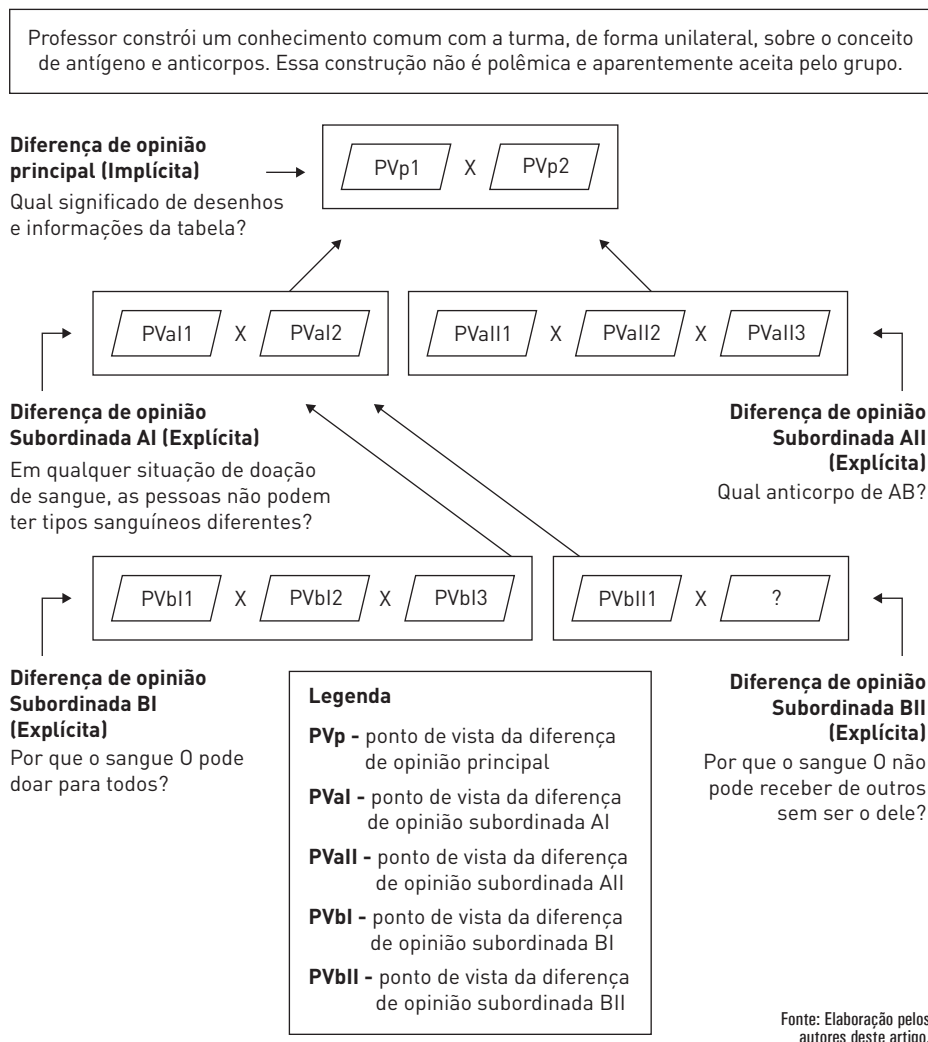 Professor constrói um conhecimento comum com a turma, de forma unilateral, sobre o conceito
de antígeno e anticorpos. Essa construção não é polêmica e aparentemente aceita pelo grupo.
Diferença de opinião
principal (Implícita)
Qual significado de desenhos
e informações da tabela?
PVp1 X PVp2
PVaI1 X PVaI2
PVaII1 X PVaII2 X PVaII3
Diferença de opinião
Subordinada AI (Explícita)
Em qualquer situação de doação
de sangue, as pessoas não podem
ter tipos sanguíneos diferentes?
Diferença de opinião
Subordinada AII
(Explícita)
Qual anticorpo de AB?
PVbI1 X PVbI2 X PVbI3
PVbII1 X ?
Diferença de opinião
Subordinada BI
(Explícita)
Por que o sangue O pode
doar para todos?
Legenda
PVp - ponto de vista da diferença
de opinião principal
PVaI - ponto de vista da diferença
de opinião subordinada AI
PVaII - ponto de vista da diferença
de opinião subordinada AII
PVbI - ponto de vista da diferença
de opinião subordinada BI
PVbII - ponto de vista da diferença
de opinião subordinada BII
Diferença de opinião
Subordinada BII
(Explícita)
Por que o sangue O não
pode receber de outros
sem ser o dele?
Fonte: Elaboração pelos
autores deste artigo.